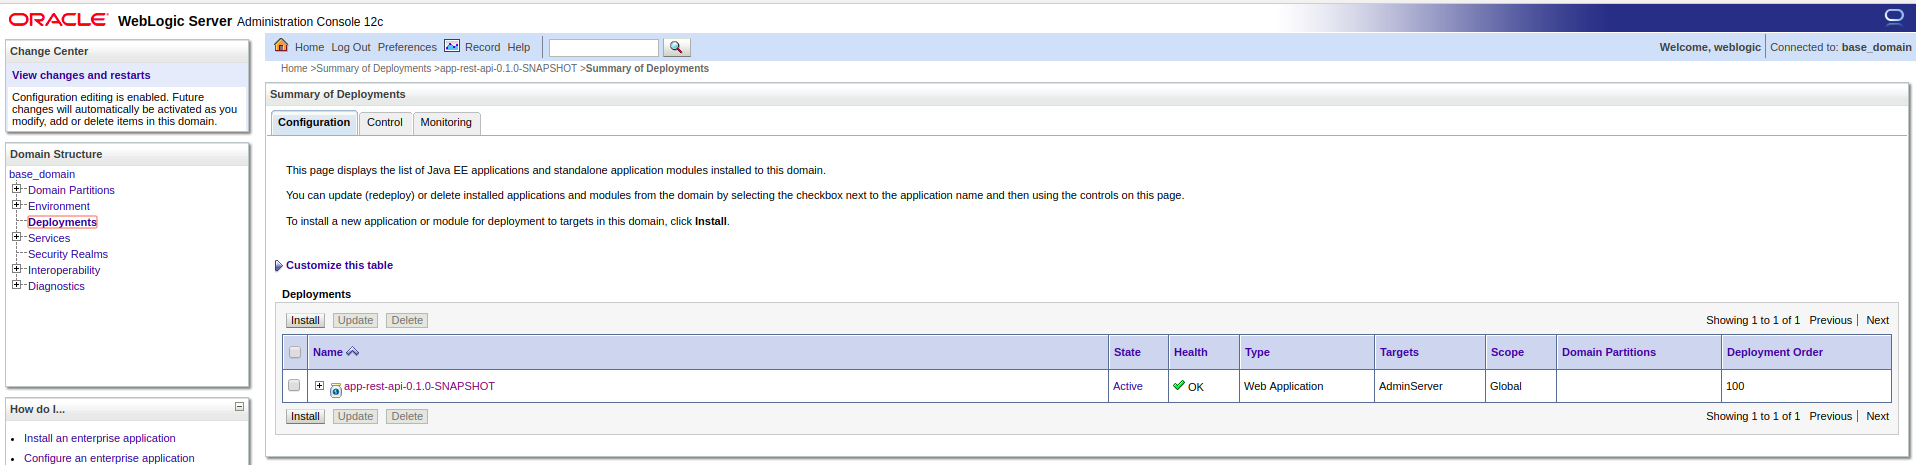 ORACLE WebLogic Server Administration Console 12c
Change Center
View changes and restarts
Configuration editing is enabled. Future
changes will automatically be activated as you
modify, add or delete items in this domain.
Domain Structure
base_domain
Domain Partitions
Environment
Deployments
Services
Security Realms
Interoperability
Diagnostics
How do I...
Install an enterprise application
Configure an enterprise application
Home Log Out Preferences Record Help
Welcome, weblogic Connected to: base_domain
Home >Summary of Deployments >app-rest-api-0.1.0-SNAPSHOT >Summary of Deployments
Summary of Deployments
Configuration Control Monitoring
This page displays the list of Java EE applications and standalone application modules installed to this domain.
You can update (redeploy) or delete installed applications and modules from the domain by selecting the checkbox next to the application name and then using the controls on this page.
To install a new application or module for deployment to targets in this domain, click Install.
Customize this table
Deployments
Install Update Delete Showing 1 to 1 of 1 Previous | Next
Name State Health Type Targets Scope Domain Partitions Deployment Order
app-rest-api-0.1.0-SNAPSHOT Active OK Web Application AdminServer Global 100
Install Update Delete Showing 1 to 1 of 1 Previous | Next